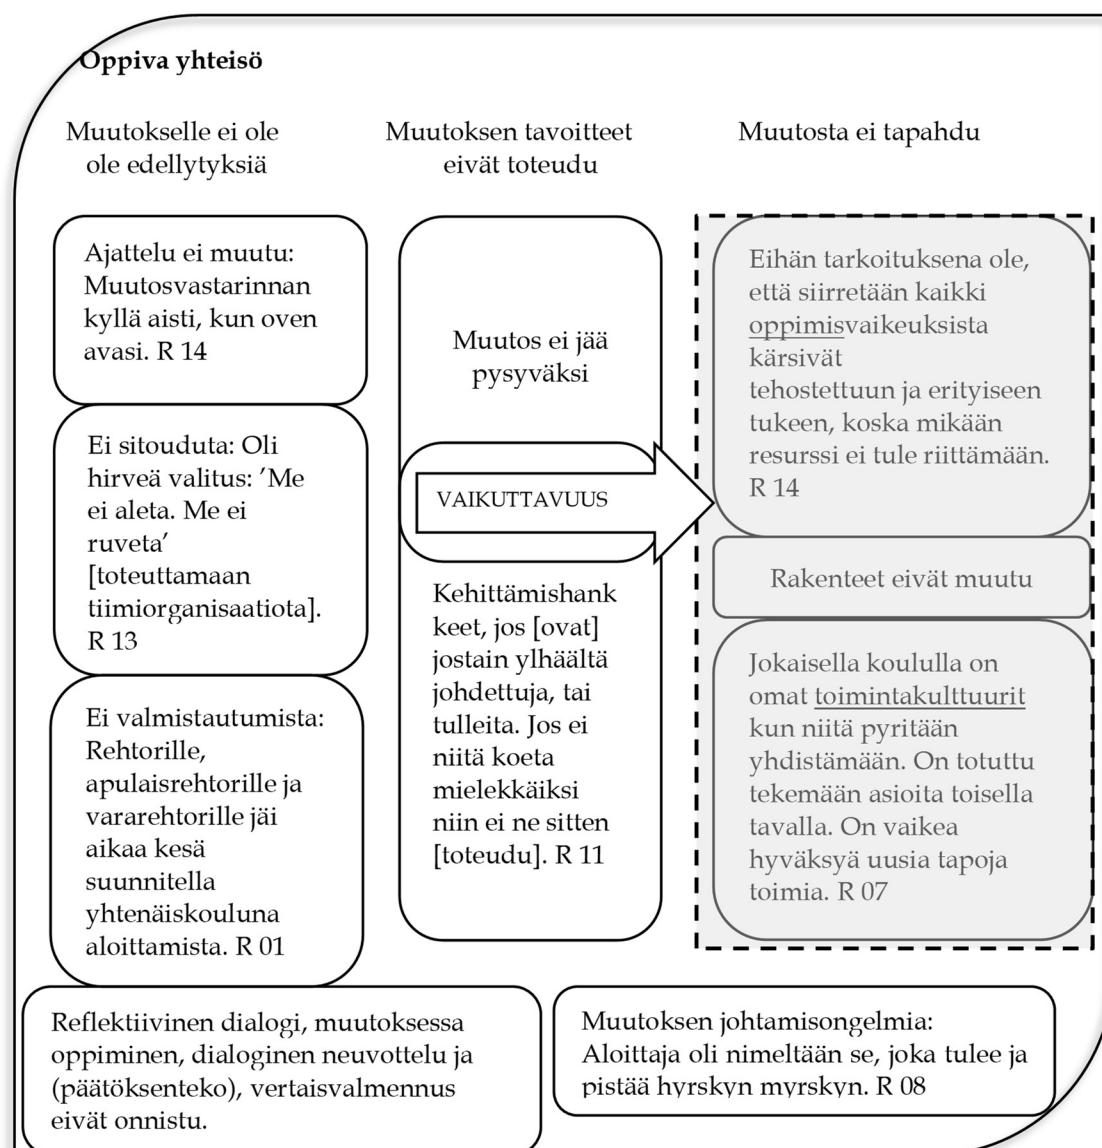 Oppiva yhteisö
Muutokselle ei ole
ole edellytyksiä
Muutoksen tavoitteet
eivät toteudu
Muutosta ei tapahdu
Ajattelu ei muutu:
Muutosvastarinnan
kyllä aisti, kun oven
avasi. R 14
Ei sitouduta: Oli
hirveä valitus: ’Me
ei aleta. Me ei
ruveta’
[toteuttamaan
tiimiorganisaatiota].
R 13
Ei valmistautumista:
Rehtorille,
apulaisrehtorille ja
vararehtorille jäi
aikaa kesä
suunnitella
yhtenäiskouluna
aloittamista. R 01
Muutos ei jää
pysyväksi
VAIKUTTAVUUS
Kehittämishank
keet, jos [ovat]
jostain ylhäältä
johdettuja, tai
tulleita. Jos ei
niitä koeta
mielekkäiksi
niin ei ne sitten
[toteudu]. R 11
Eihän tarkoituksena ole,
että siirretään kaikki
oppimisvaikeuksista
kärsivät
tehostettuun ja erityiseen
tukeen, koska mikään
resurssi ei tule riittämään.
R 14
Rakenteet eivät muutu
Jokaisella koululla on
omat toimintakulttuurit
kun niitä pyritään
yhdistämään. On totuttu
tekemään asioita toisella
tavalla. On vaikea
hyväksyä uusia tapoja
toimia. R 07
Reflektiivinen dialogi, muutoksessa
oppiminen, dialoginen neuvottelu ja
(päätöksenteko), vertaisvalmennus
eivät onnistu.
Muutoksen johtamisongelmia:
Aloittaja oli nimeltään se, joka tulee ja
pistää hyrskyn myrskyn. R 08